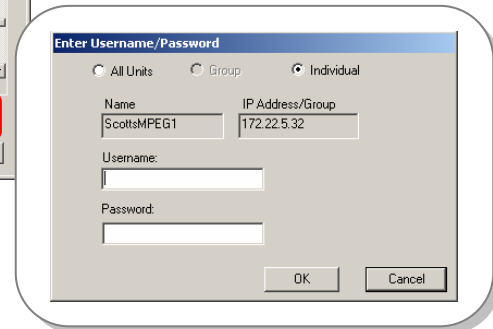 Enter Username/Password
All Units Group Individual
Name IP Address/Group
ScottsMPEG1 172.22.5.32
Username:
Password:
OK Cancel